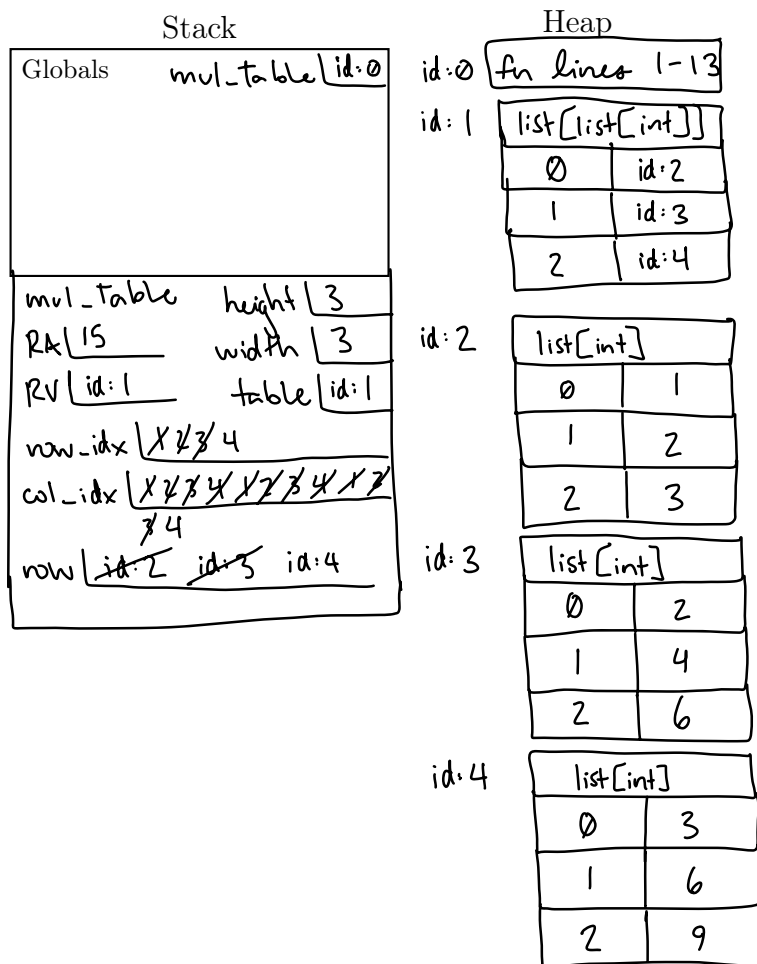 Stack
Globals mul_table id:0
mul_table height 3
RA 15 width 3
RV id:1 table id:1
row_idx 1 2 3 4
col_idx 1 2 3 4 1 2 3 4 1 2
3 4
row id:2 id:3 id:4
Heap
id:0 fn lines 1-13
id:1 list[list[int]]
0 id:2
1 id:3
2 id:4
id:2 list[int]
0 1
1 2
2 3
id:3 list[int]
0 2
1 4
2 6
id:4 list[int]
0 3
1 6
2 9